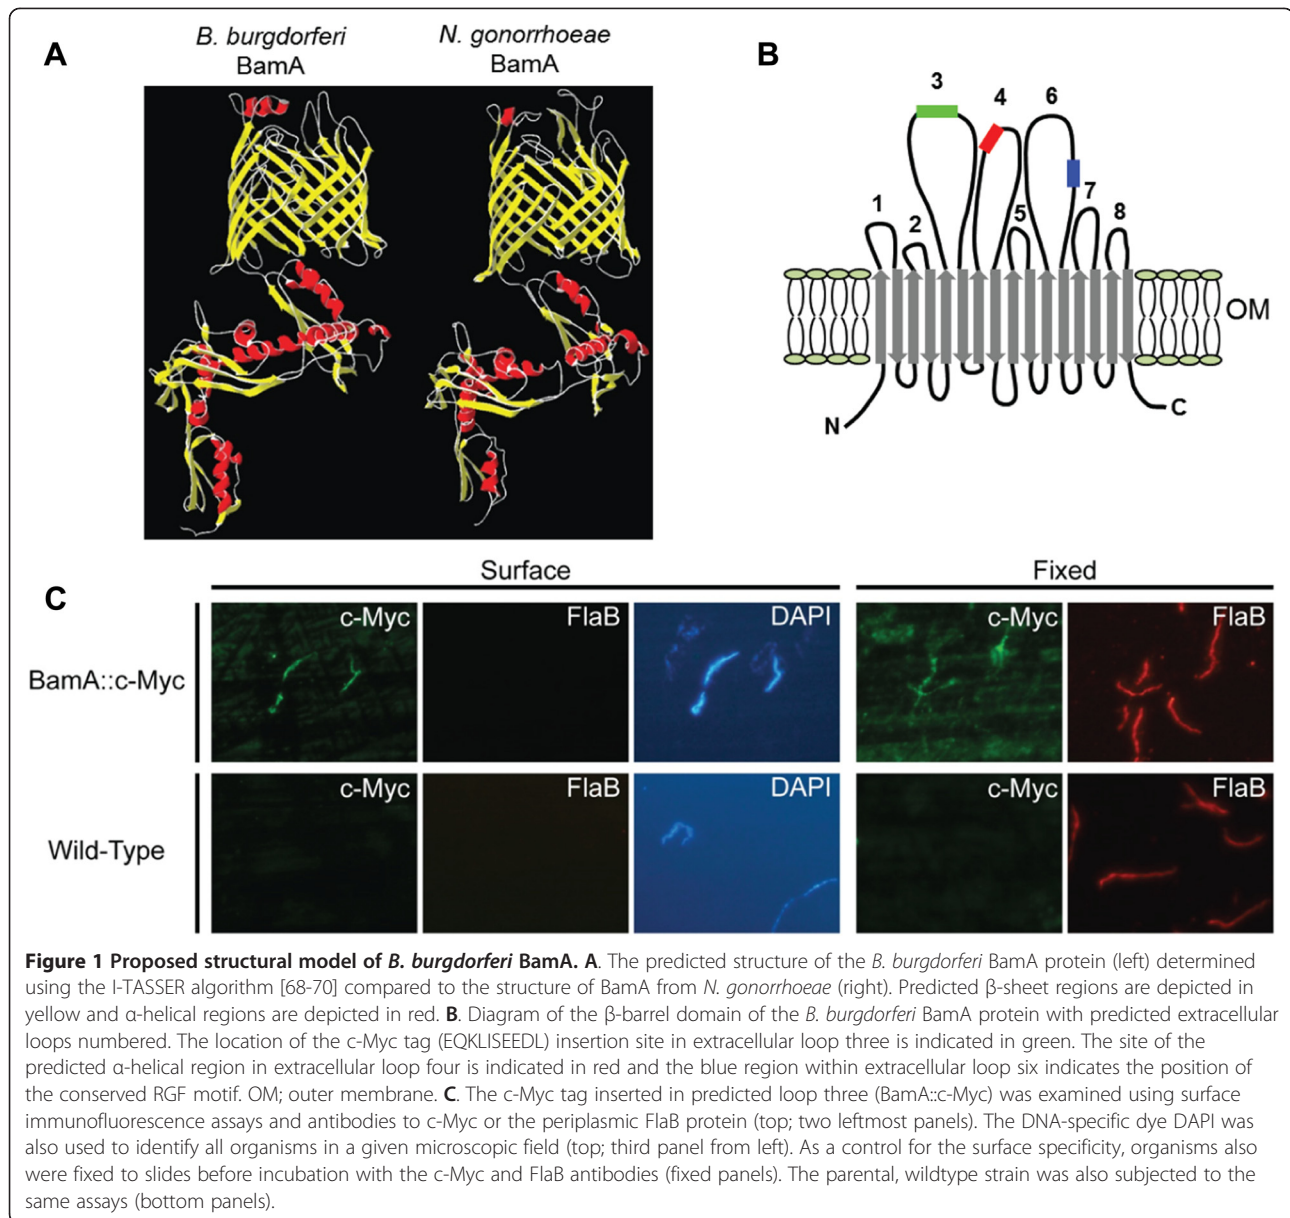 A
B. burgdorferi
BamA
N. gonorrhoeae
BamA
B
1
2
3
4
5
6
7
8
OM
N
C
C
Surface
Fixed
BamA::c-Myc
c-Myc
FlaB
DAPI
c-Myc
FlaB
Wild-Type
c-Myc
FlaB
DAPI
c-Myc
FlaB
Figure 1 Proposed structural model of B. burgdorferi BamA. A. The predicted structure of the B. burgdorferi BamA protein (left) determined
using the I-TASSER algorithm [68-70] compared to the structure of BamA from N. gonorrhoeae (right). Predicted β-sheet regions are depicted in
yellow and α-helical regions are depicted in red. B. Diagram of the β-barrel domain of the B. burgdorferi BamA protein with predicted extracellular
loops numbered. The location of the c-Myc tag (EQKLISEEDL) insertion site in extracellular loop three is indicated in green. The site of the
predicted α-helical region in extracellular loop four is indicated in red and the blue region within extracellular loop six indicates the position of
the conserved RGF motif. OM; outer membrane. C. The c-Myc tag inserted in predicted loop three (BamA::c-Myc) was examined using surface
immunofluorescence assays and antibodies to c-Myc or the periplasmic FlaB protein (top; two leftmost panels). The DNA-specific dye DAPI was
also used to identify all organisms in a given microscopic field (top; third panel from left). As a control for the surface specificity, organisms also
were fixed to slides before incubation with the c-Myc and FlaB antibodies (fixed panels). The parental, wildtype strain was also subjected to the
same assays (bottom panels).